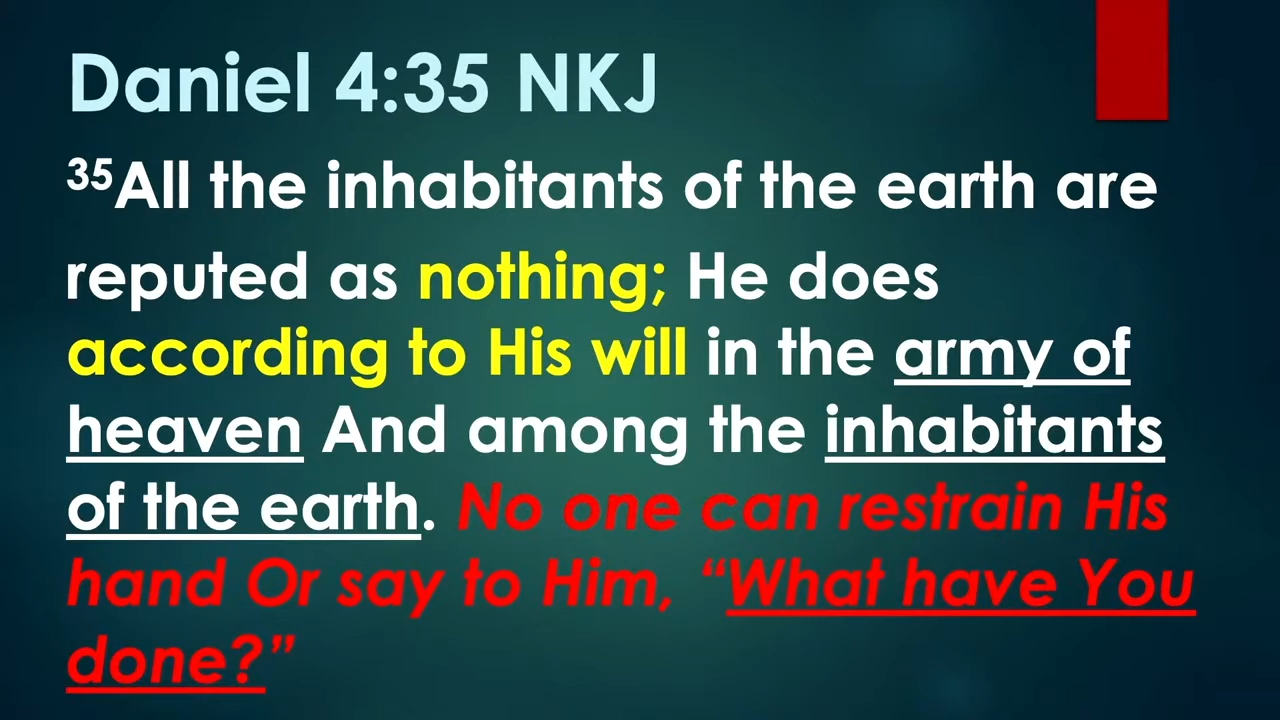 Daniel 4:35 NKJ
35All the inhabitants of the earth are
reputed as nothing; He does
according to His will in the army of
heaven And among the inhabitants
of the earth. No one can restrain His
hand Or say to Him, “What have You
done?”